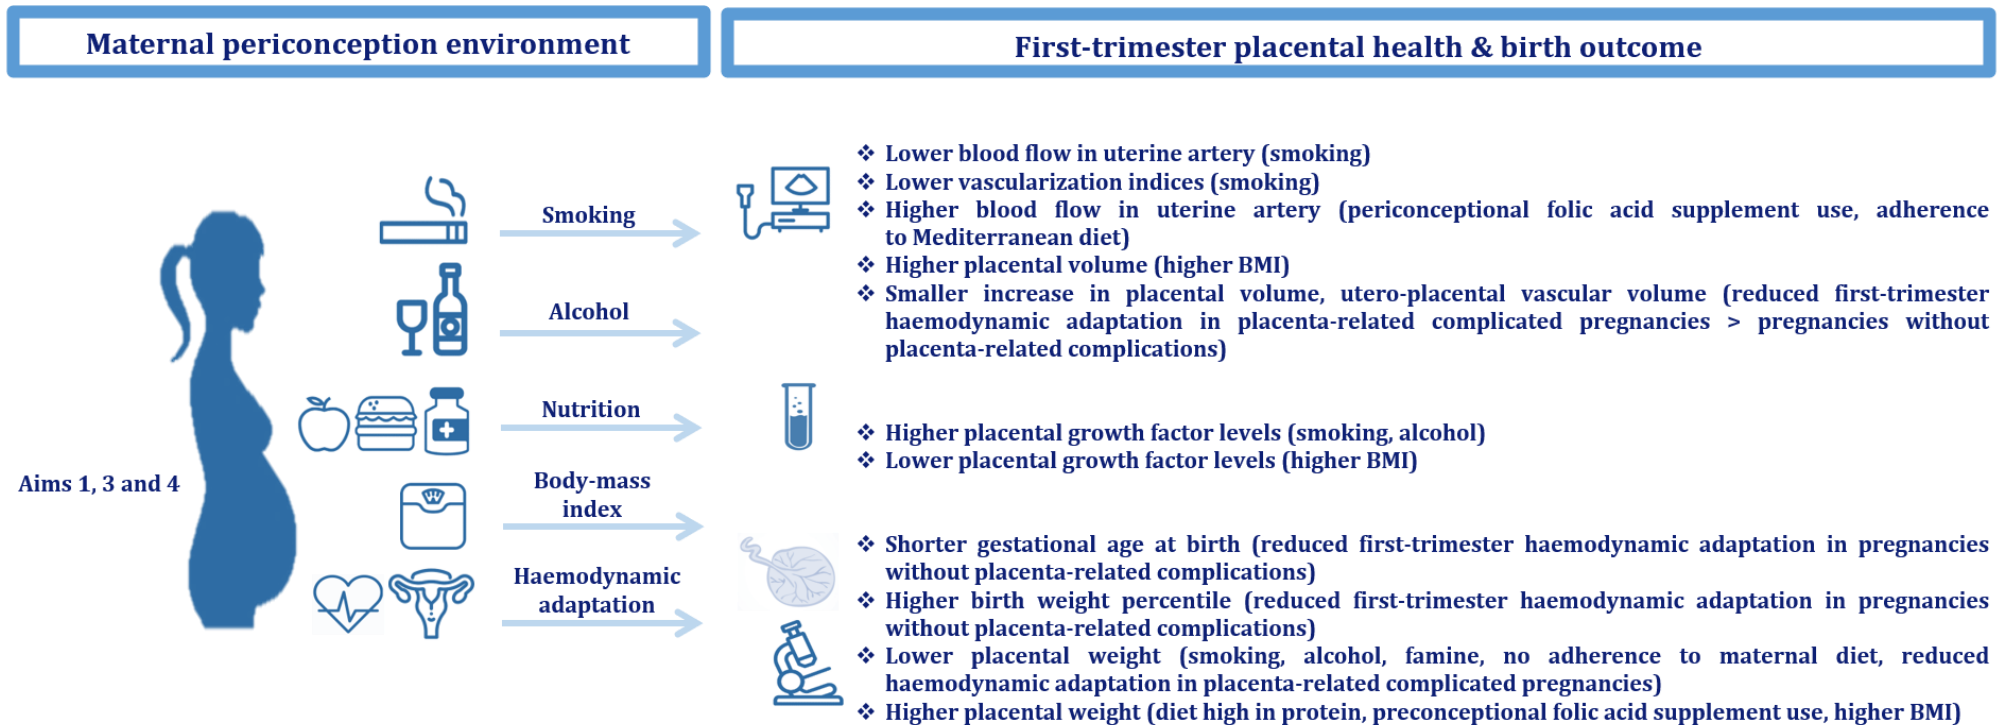 Maternal periconception environment
First-trimester placental health & birth outcome
Aims 1, 3 and 4
Smoking
Alcohol
Nutrition
Body-mass
index
Haemodynamic
adaptation
❖ Lower blood flow in uterine artery (smoking)
❖ Lower vascularization indices (smoking)
❖ Higher blood flow in uterine artery (periconceptional folic acid supplement use, adherence
to Mediterranean diet)
❖ Higher placental volume (higher BMI)
❖ Smaller increase in placental volume, utero-placental vascular volume (reduced first-trimester
haemodynamic adaptation in placenta-related complicated pregnancies > pregnancies without
placenta-related complications)
❖ Higher placental growth factor levels (smoking, alcohol)
❖ Lower placental growth factor levels (higher BMI)
❖ Shorter gestational age at birth (reduced first-trimester haemodynamic adaptation in pregnancies
without placenta-related complications)
❖ Higher birth weight percentile (reduced first-trimester haemodynamic adaptation in pregnancies
without placenta-related complications)
❖ Lower placental weight (smoking, alcohol, famine, no adherence to maternal diet, reduced
haemodynamic adaptation in placenta-related complicated pregnancies)
❖ Higher placental weight (diet high in protein, preconceptional folic acid supplement use, higher BMI)